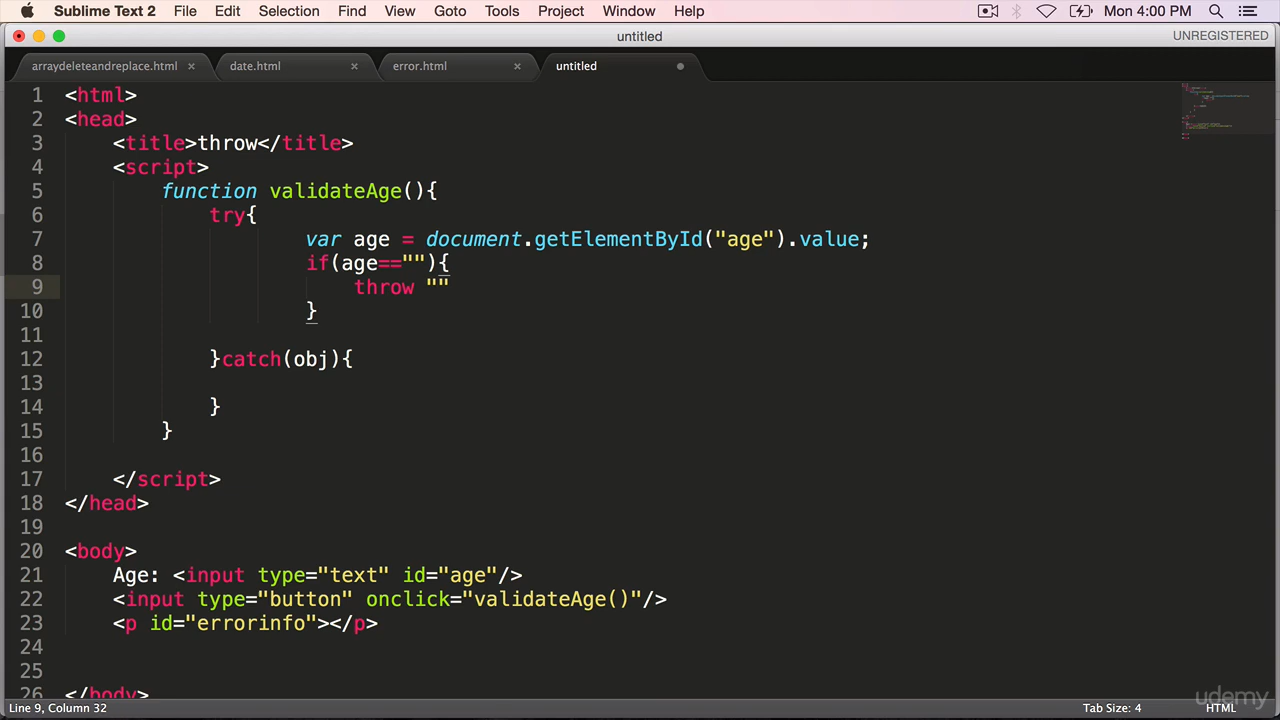 Sublime Text 2 File Edit Selection Find View Goto Tools Project Window Help Mon 4:00 PM
untitled UNREGISTERED
arraydeleteandreplace.html × date.html × error.html × untitled
1 <html>
2 <head>
3 <title>throw</title>
4 <script>
5 function validateAge(){
6 try{
7 var age = document.getElementById("age").value;
8 if(age==""){
9 throw ""
10 }
11
12 }catch(obj){
13
14 }
15 }
16
17 </script>
18 </head>
19
20 <body>
21 Age: <input type="text" id="age"/>
22 <input type="button" onclick="validateAge()"/>
23 <p id="errorinfo"></p>
24
25
26 </body>
Line 9, Column 32 Tab Size: 4 HTML
udemy